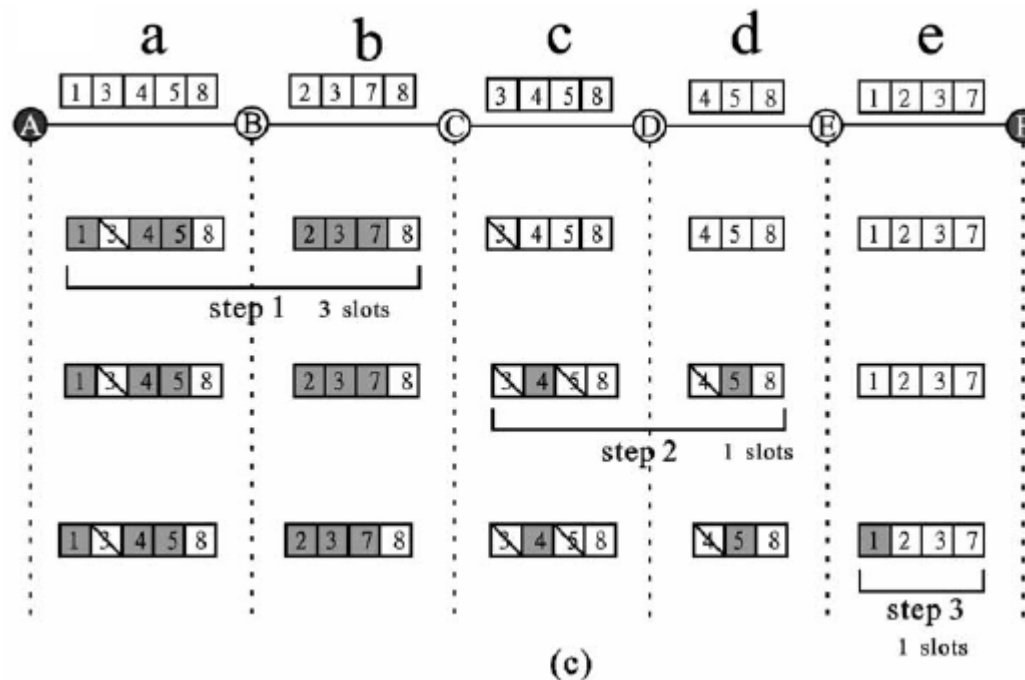 a b c d e
1 3 4 5 8 2 3 7 8 3 4 5 8 4 5 8 1 2 3 7
A B C D E
1 3 4 5 8 2 3 7 8 3 4 5 8 4 5 8 1 2 3 7
step 1 3 slots
1 3 4 5 8 2 3 7 8 3 4 5 8 4 5 8 1 2 3 7
step 2 1 slots
1 3 4 5 8 2 3 7 8 3 4 5 8 4 5 8 1 2 3 7
step 3
1 slots
(c)